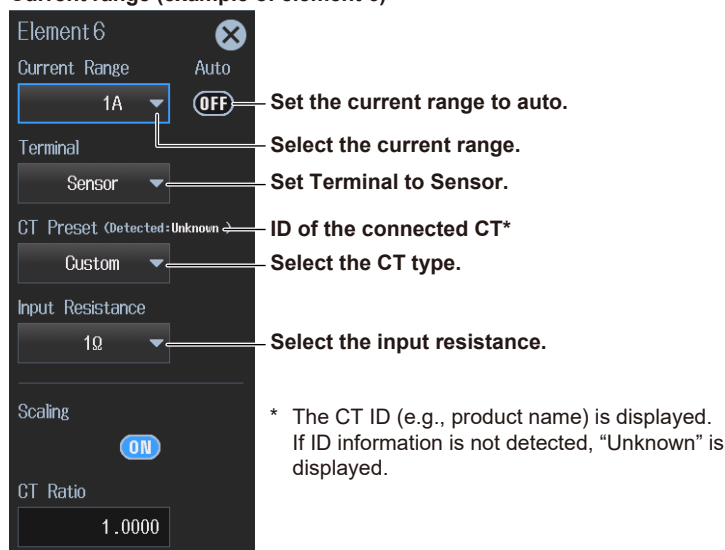 Current range (example of element 6)
Element 6
Current Range Auto
1A OFF Set the current range to auto.
Select the current range.
Terminal
Sensor Set Terminal to Sensor.
CT Preset (Detected:Unknown ) ID of the connected CT*
Custom Select the CT type.
Input Resistance
1Ω Select the input resistance.
Scaling
ON
* The CT ID (e.g., product name) is displayed.
If ID information is not detected, “Unknown” is
displayed.
CT Ratio
1.0000